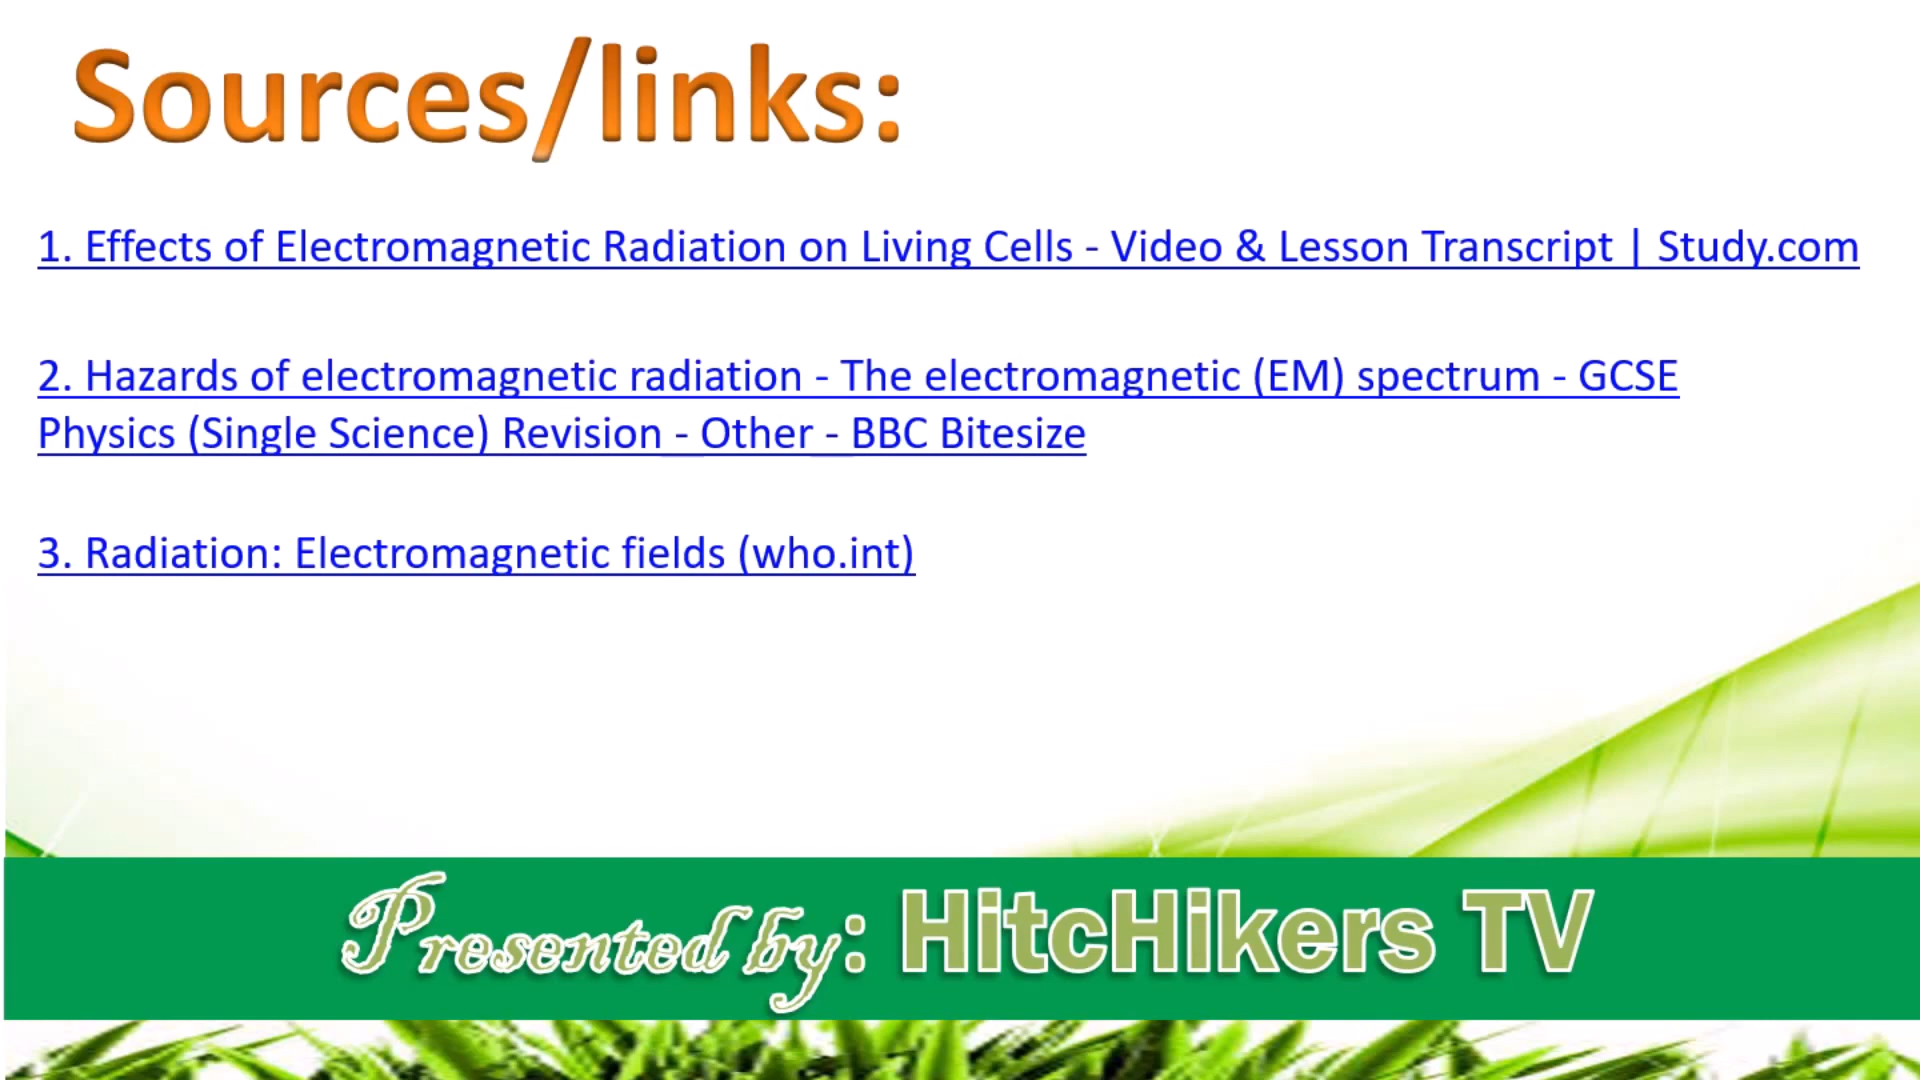 Sources/links:
1. Effects of Electromagnetic Radiation on Living Cells - Video & Lesson Transcript | Study.com
2. Hazards of electromagnetic radiation - The electromagnetic (EM) spectrum - GCSE
Physics (Single Science) Revision - Other - BBC Bitesize
3. Radiation: Electromagnetic fields (who.int)
Presented by: HitcHikers TV